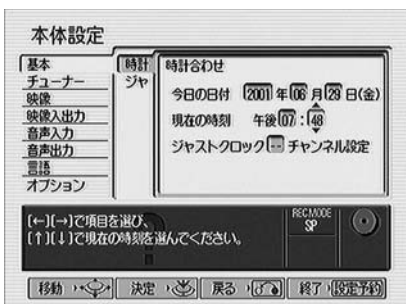 本体設定
基本
チューナー
映像
映像入出力
音声入力
音声出力
言語
オプション
時計
ジャ
時計合わせ
今日の日付 2001 年 06 月 29 日(金)
現在の時刻 午後 07 : 48
ジャストクロック -- チャンネル設定
[←][→]で項目を選び、
[↑][↓]で現在の時刻を選んでください。
REC MODE
SP
移動 決定 戻る 終了 設定予約